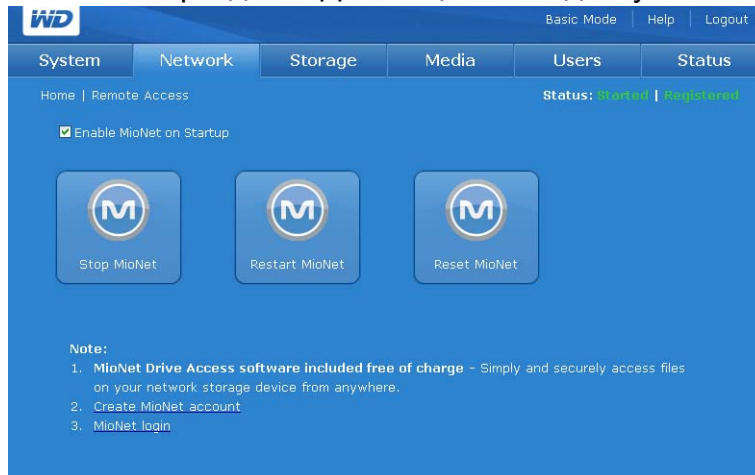 WD
Basic Mode | Help | Logout
System Network Storage Media Users Status
Home | Remote Access
Status: Started | Registered
Enable MioNet on Startup
Stop MioNet
Restart MioNet
Reset MioNet
Note:
1. MioNet Drive Access software included free of charge - Simply and securely access files
on your network storage device from anywhere.
2. Create MioNet account
3. MioNet login